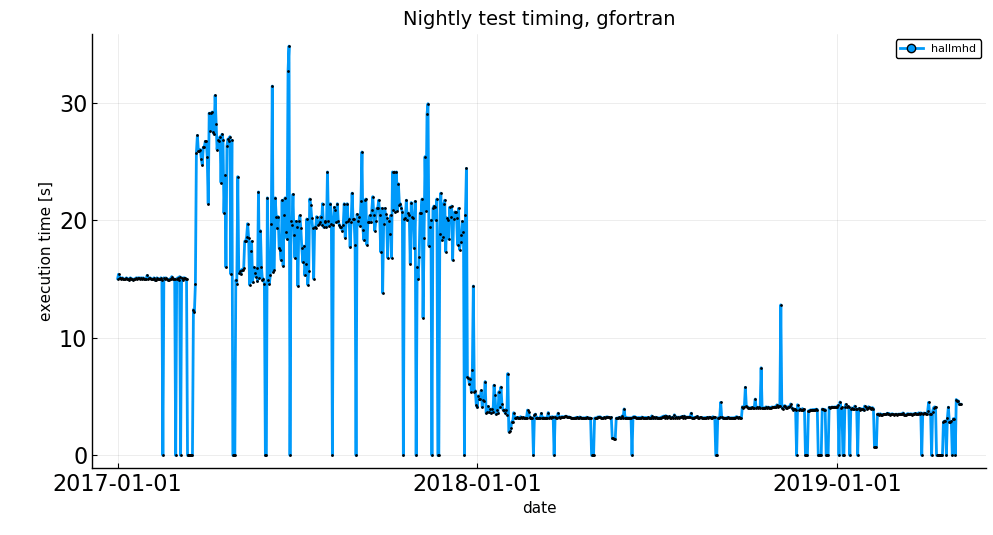 Nightly test timing, gfortran
hallmhd
execution time [s]
30
20
10
0
2017-01-01
2018-01-01
2019-01-01
date